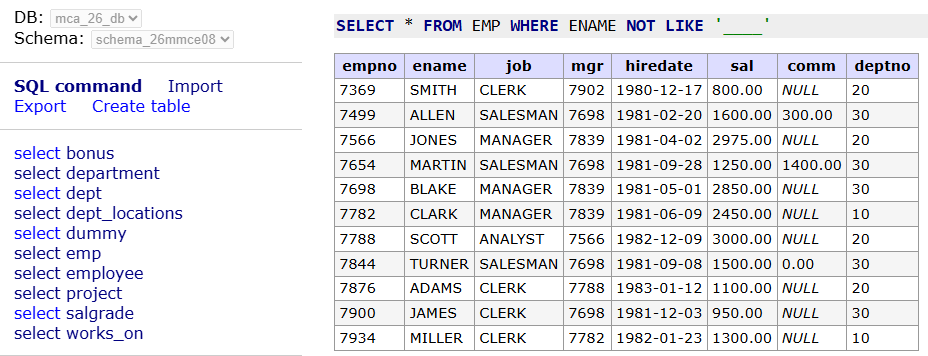 DB: mca_26_db
Schema: schema_26mmce08
SQL command Import
Export Create table
select bonus
select department
select dept
select dept_locations
select dummy
select emp
select employee
select project
select salgrade
select works_on
SELECT * FROM EMP WHERE ENAME NOT LIKE '____'
empno ename job mgr hiredate sal comm deptno
7369 SMITH CLERK 7902 1980-12-17 800.00 NULL 20
7499 ALLEN SALESMAN 7698 1981-02-20 1600.00 300.00 30
7566 JONES MANAGER 7839 1981-04-02 2975.00 NULL 20
7654 MARTIN SALESMAN 7698 1981-09-28 1250.00 1400.00 30
7698 BLAKE MANAGER 7839 1981-05-01 2850.00 NULL 30
7782 CLARK MANAGER 7839 1981-06-09 2450.00 NULL 10
7788 SCOTT ANALYST 7566 1982-12-09 3000.00 NULL 20
7844 TURNER SALESMAN 7698 1981-09-08 1500.00 0.00 30
7876 ADAMS CLERK 7788 1983-01-12 1100.00 NULL 20
7900 JAMES CLERK 7698 1981-12-03 950.00 NULL 30
7934 MILLER CLERK 7782 1982-01-23 1300.00 NULL 10